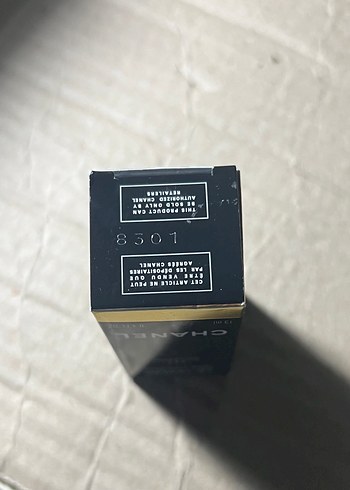 THIS PRODUCT CAN
BE SOLD ONLY BY
AUTHORIZED CHANEL
RETAILERS
8301
CET ARTICLE NE PEUT
ÊTRE VENDU QUE
PAR LES DÉPOSITAIRES
AGRÉÉS CHANEL
CHANEL